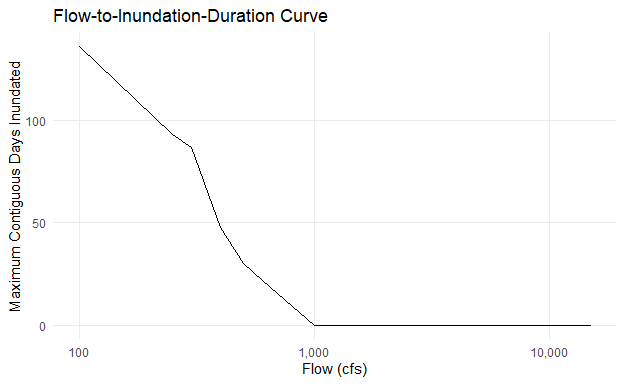 Flow-to-Inundation-Duration Curve
Maximum Contiguous Days Inundated
100
50
0
100
1,000
10,000
Flow (cfs)